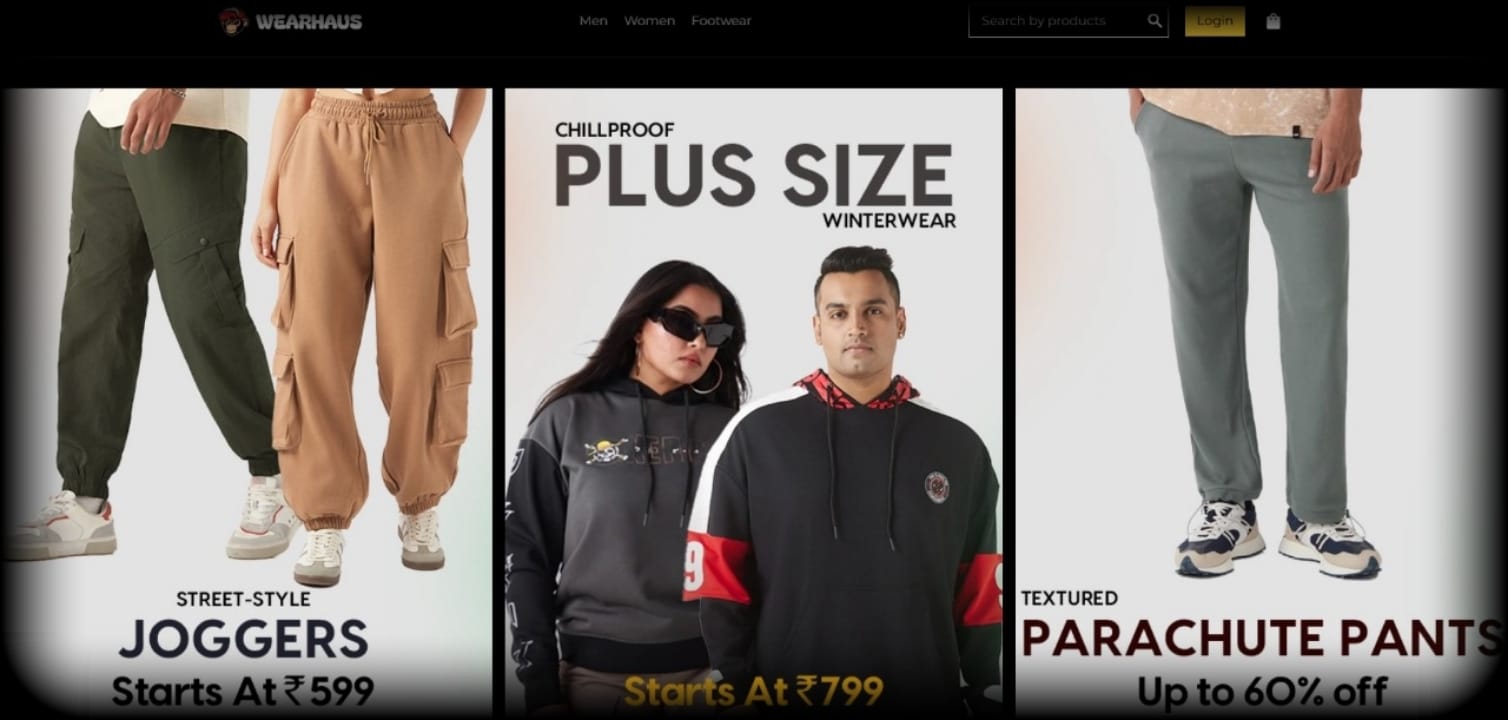 WEARHAUS
Men Women Footwear
Search by products
Login
STREET-STYLE
JOGGERS
Starts At ₹599
CHILLPROOF
PLUS SIZE
WINTERWEAR
9
Starts At ₹799
TEXTURED
PARACHUTE PANTS
Up to 60% off